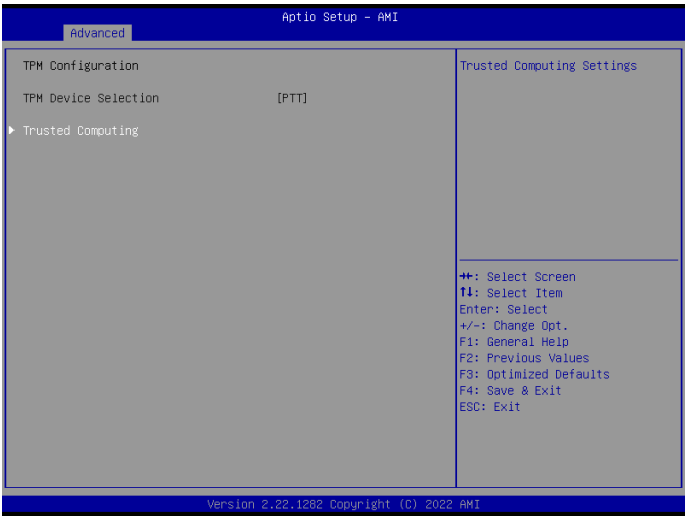 Aptio Setup - AMI
Advanced
TPM Configuration
TPM Device Selection [PTT]
Trusted Computing
Trusted Computing Settings
→←: Select Screen
↑↓: Select Item
Enter: Select
+/-: Change Opt.
F1: General Help
F2: Previous Values
F3: Optimized Defaults
F4: Save & Exit
ESC: Exit
Version 2.22.1282 Copyright (C) 2022 AMI